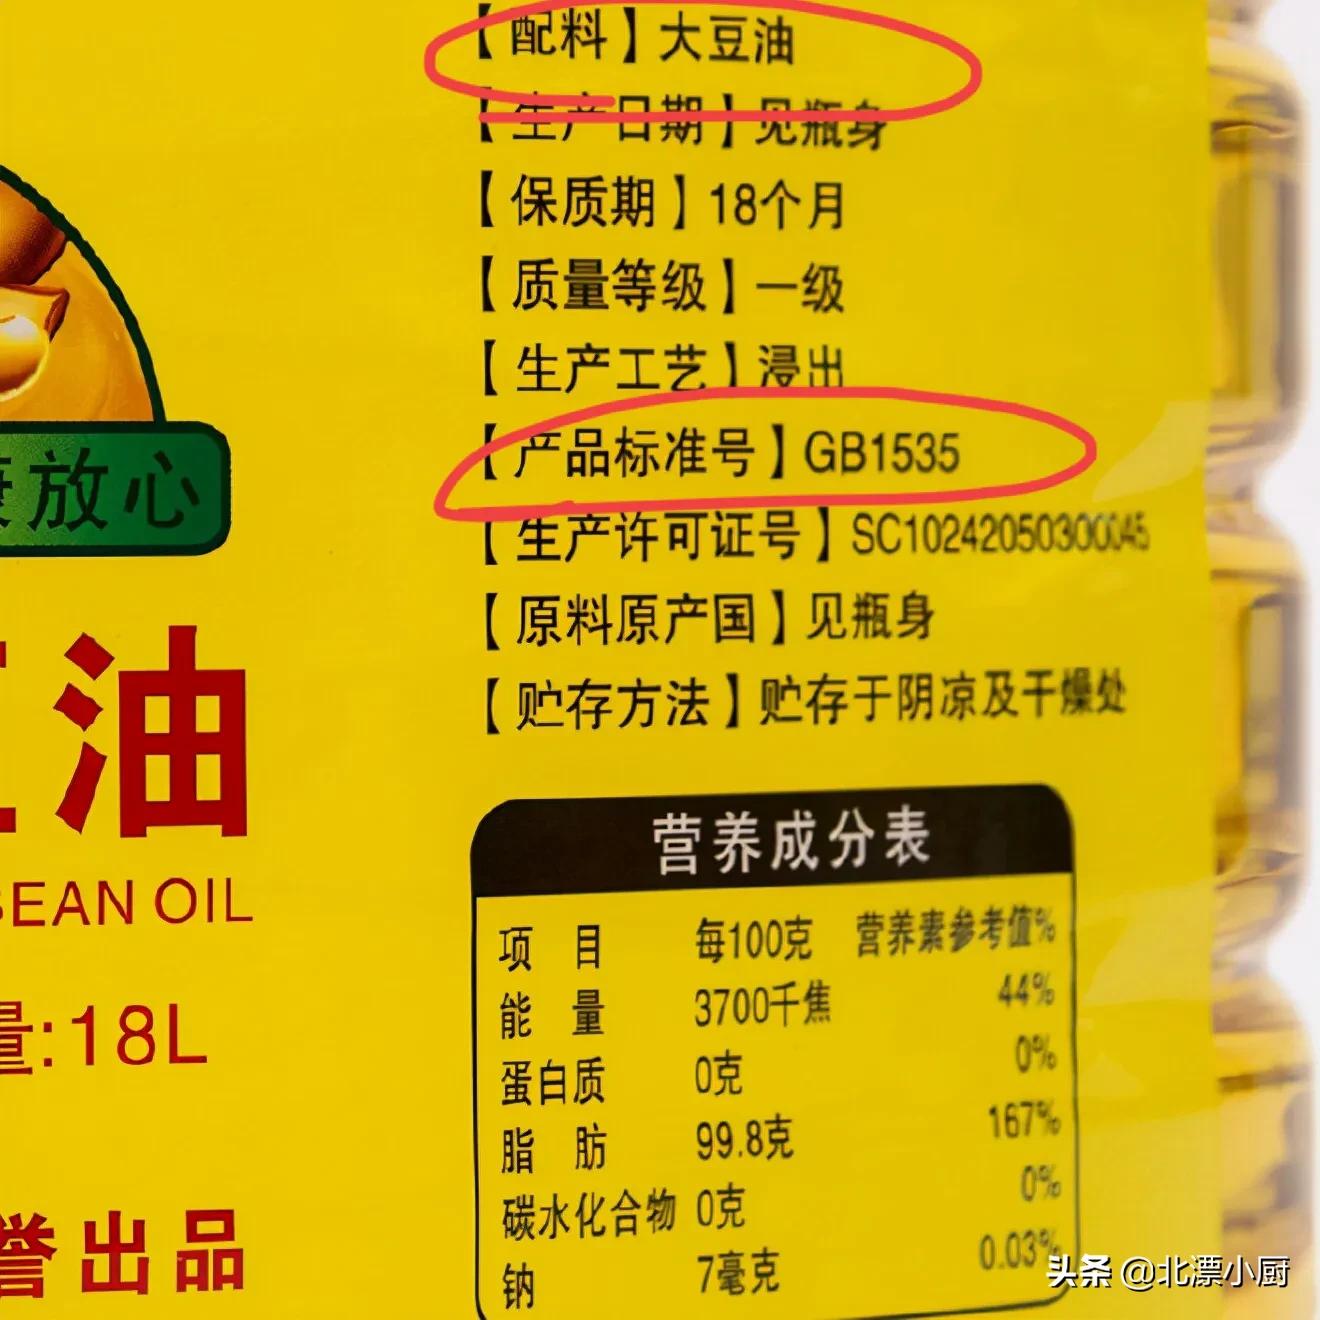 【配料】大豆油
【生产日期】见瓶身
【保质期】18个月
【质量等级】一级
【生产工艺】浸出
【产品标准号】GB1535
【生产许可证号】SC10242050300045
【原料原产国】见瓶身
【贮存方法】贮存于阴凉及干燥处
放心
油
BEAN OIL
量:18L
誉出品
营养成分表
项目 每100克 营养素参考值%
能量 3700千焦 44%
蛋白质 0克 0%
脂肪 99.8克 167%
碳水化合物 0克 0%
钠 7毫克 0.03%
头条 @北漂小厨